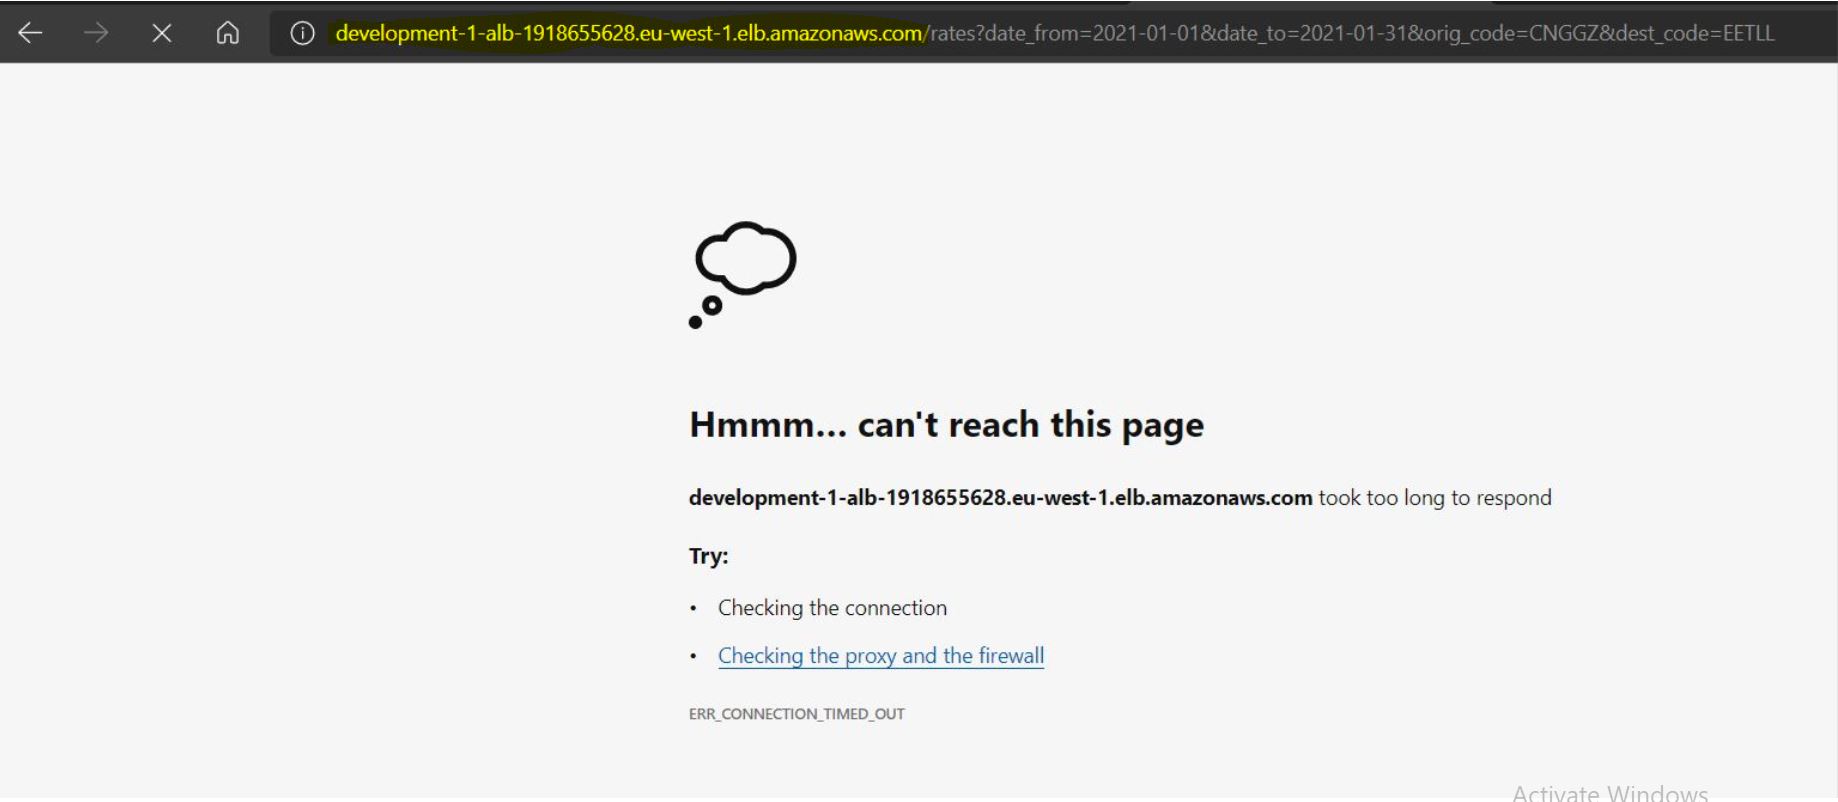 development-1-alb-1918655628.eu-west-1.elb.amazonaws.com/rates?date_from=2021-01-01&date_to=2021-01-31&orig_code=CNGGZ&dest_code=EETLL
Hmmm... can't reach this page
development-1-alb-1918655628.eu-west-1.elb.amazonaws.com took too long to respond
Try:
• Checking the connection
• Checking the proxy and the firewall
ERR_CONNECTION_TIMED_OUT
Activate Windows